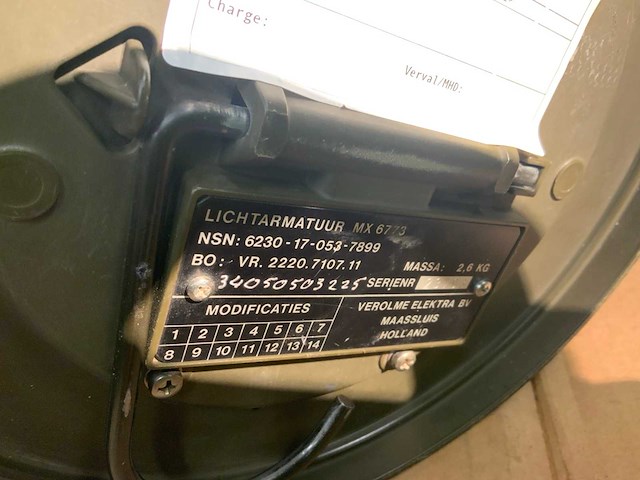 Charge:
Verval/MHD:
LICHTARMATUUR MX 6773
NSN: 6230-17-053-7899
BO: VR. 2220.7107.11 MASSA: 2,6 KG
34050503225 SERIENR
MODIFICATIES
1 2 3 4 5 6 7
8 9 10 11 12 13 14
VEROLME ELEKTRA BV
MAASSLUIS
HOLLAND